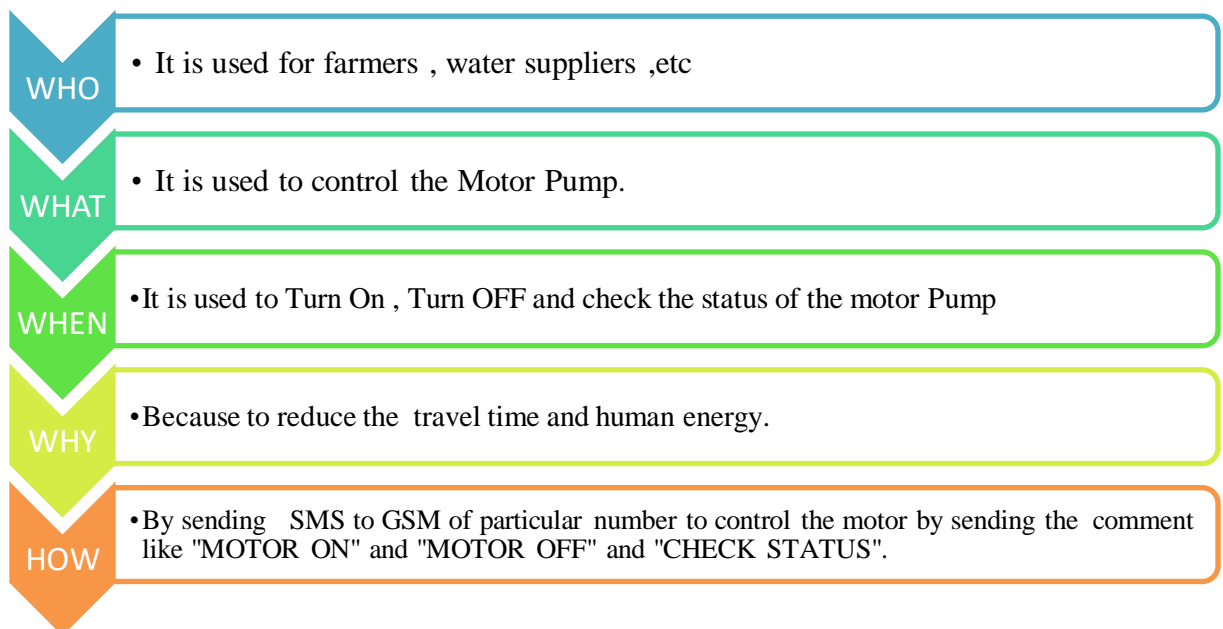 WHO
• It is used for farmers , water suppliers ,etc
WHAT
• It is used to control the Motor Pump.
WHEN
•It is used to Turn On , Turn OFF and check the status of the motor Pump
WHY
•Because to reduce the travel time and human energy.
HOW
•By sending SMS to GSM of particular number to control the motor by sending the comment
like "MOTOR ON" and "MOTOR OFF" and "CHECK STATUS".